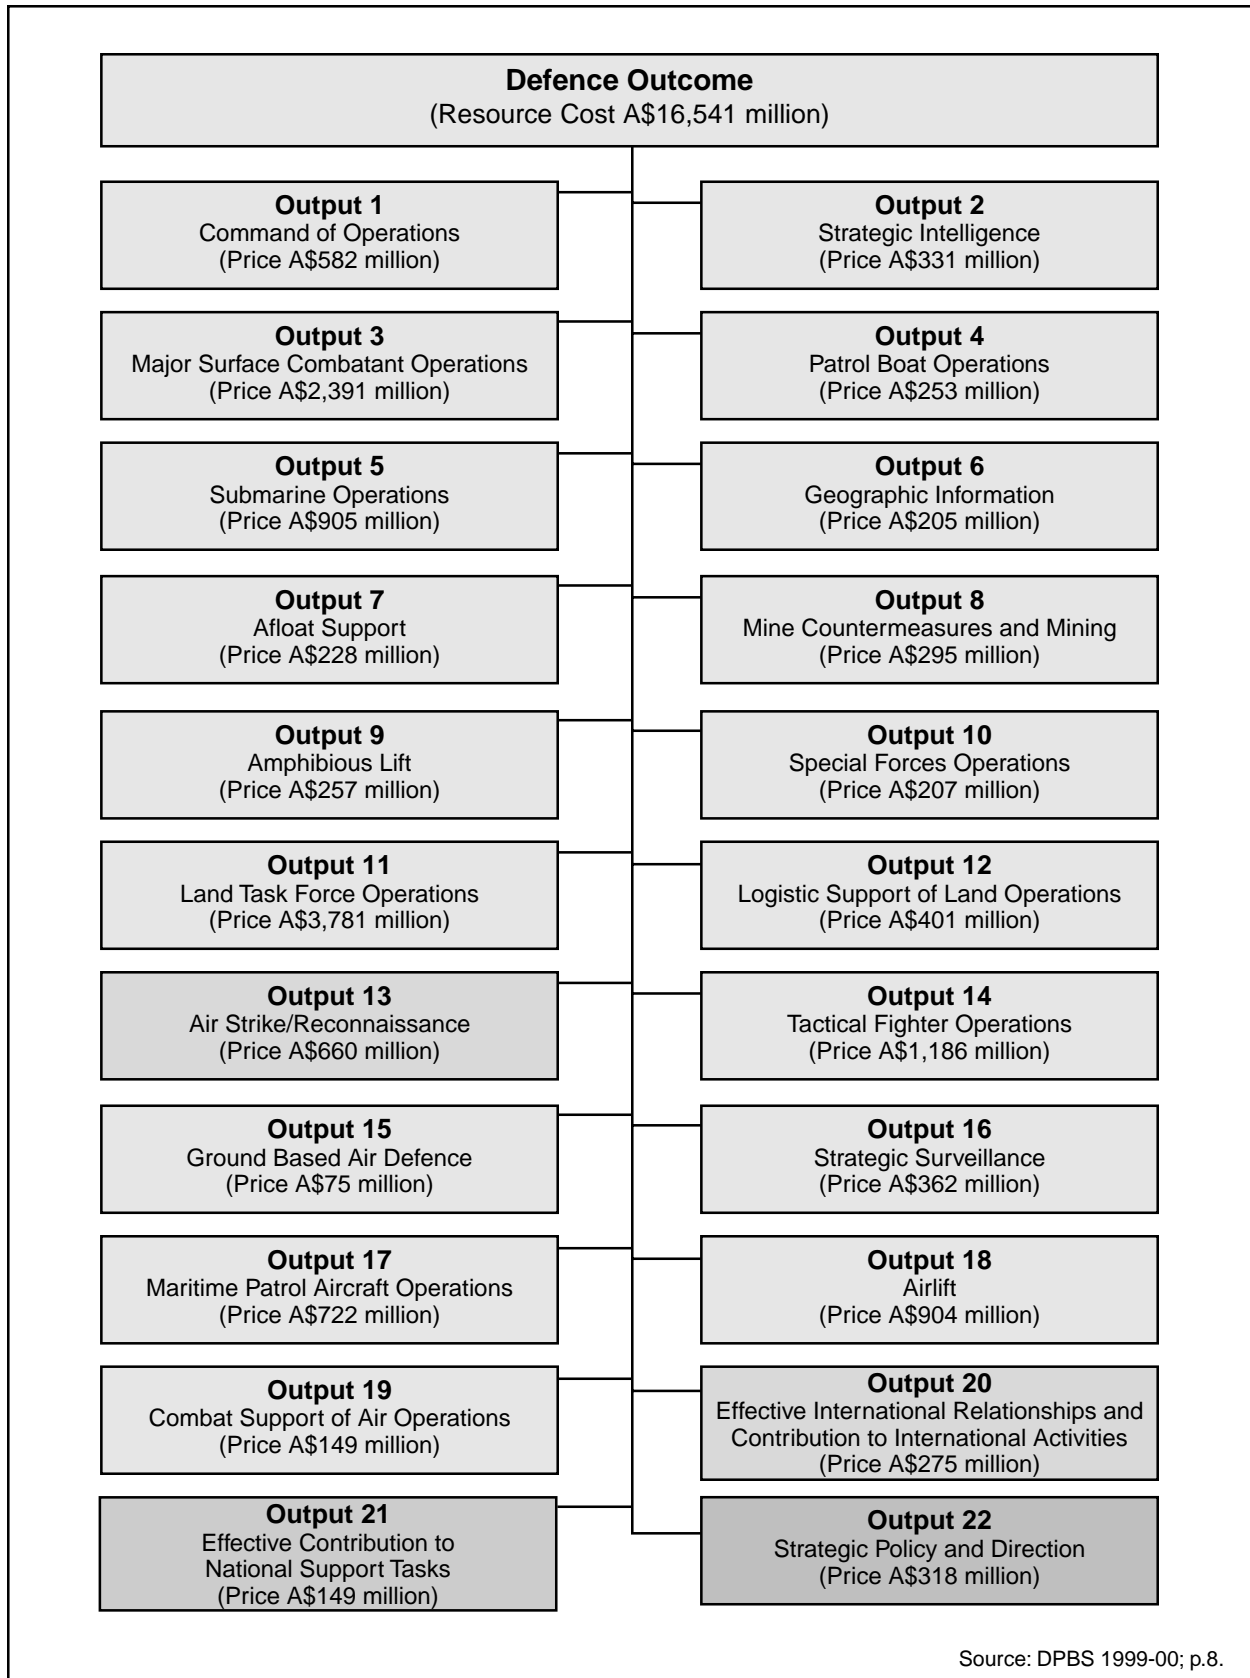 Defence Outcome
(Resource Cost A$16,541 million)
Output 1
Command of Operations
(Price A$582 million)
Output 2
Strategic Intelligence
(Price A$331 million)
Output 3
Major Surface Combatant Operations
(Price A$2,391 million)
Output 4
Patrol Boat Operations
(Price A$253 million)
Output 5
Submarine Operations
(Price A$905 million)
Output 6
Geographic Information
(Price A$205 million)
Output 7
Afloat Support
(Price A$228 million)
Output 8
Mine Countermeasures and Mining
(Price A$295 million)
Output 9
Amphibious Lift
(Price A$257 million)
Output 10
Special Forces Operations
(Price A$207 million)
Output 11
Land Task Force Operations
(Price A$3,781 million)
Output 12
Logistic Support of Land Operations
(Price A$401 million)
Output 13
Air Strike/Reconnaissance
(Price A$660 million)
Output 14
Tactical Fighter Operations
(Price A$1,186 million)
Output 15
Ground Based Air Defence
(Price A$75 million)
Output 16
Strategic Surveillance
(Price A$362 million)
Output 17
Maritime Patrol Aircraft Operations
(Price A$722 million)
Output 18
Airlift
(Price A$904 million)
Output 19
Combat Support of Air Operations
(Price A$149 million)
Output 20
Effective International Relationships and
Contribution to International Activities
(Price A$275 million)
Output 21
Effective Contribution to
National Support Tasks
(Price A$149 million)
Output 22
Strategic Policy and Direction
(Price A$318 million)
Source: DPBS 1999-00; p.8.